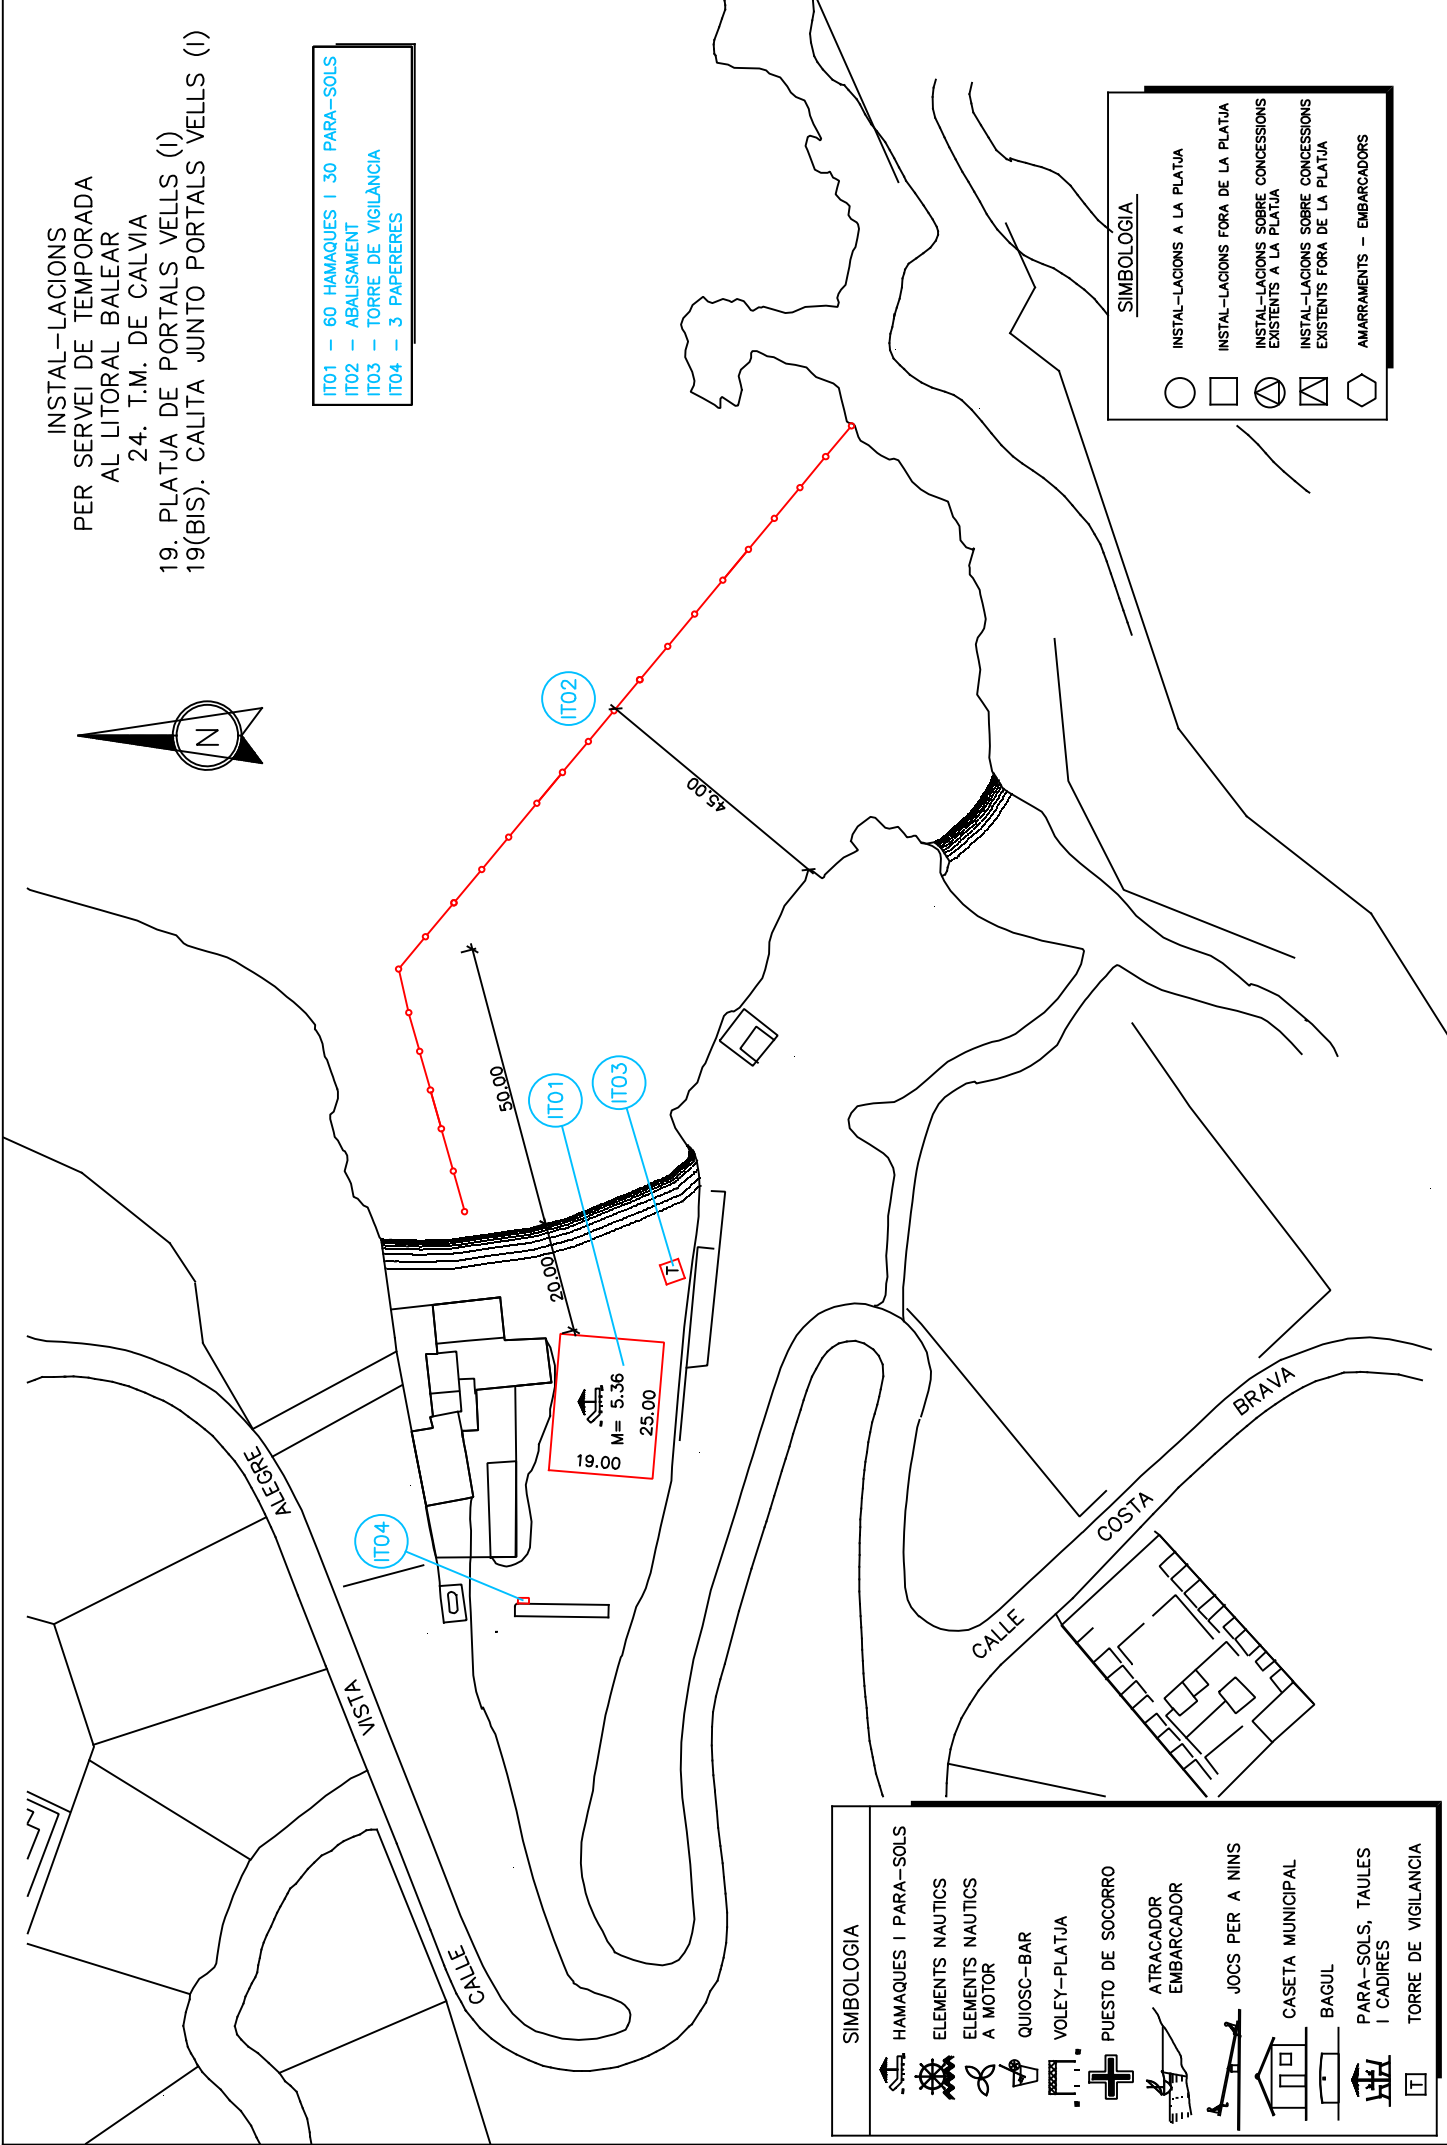 INSTAL-LACIONS
PER SERVEI DE TEMPORADA
AL LITORAL BALEAR
24. T.M. DE CALVIA
19. PLATJA DE PORTALS VELLS (I)
19(BIS). CALITA JUNTO PORTALS VELLS (I)
IT01 - 60 HAMAQUES I 30 PARA-SOLS
IT02 - ABALISAMENT
IT03 - TORRE DE VIGILÀNCIA
IT04 - 3 PAPERERES
N
IT02
45.00
50.00
IT01
IT03
20.00
T
M= 5.36
25.00
19.00
IT04
CALLE
VISTA
ALEGRE
CALLE
COSTA
BRAVA
SIMBOLOGIA
INSTAL-LACIONS A LA PLATJA
INSTAL-LACIONS FORA DE LA PLATJA
INSTAL-LACIONS SOBRE CONCESSIONS
EXISTENTS A LA PLATJA
INSTAL-LACIONS SOBRE CONCESSIONS
EXISTENTS FORA DE LA PLATJA
AMARRAMENTS - EMBARCADORS
SIMBOLOGIA
HAMAQUES I PARA-SOLS
ELEMENTS NAUTICS
ELEMENTS NAUTICS
A MOTOR
QUIOSC-BAR
VOLEY-PLATJA
PUESTO DE SOCORRO
ATRACADOR
EMBARCADOR
JOCS PER A NINS
CASETA MUNICIPAL
BAGUL
PARA-SOLS, TAULES
I CADIRES
T
TORRE DE VIGILANCIA